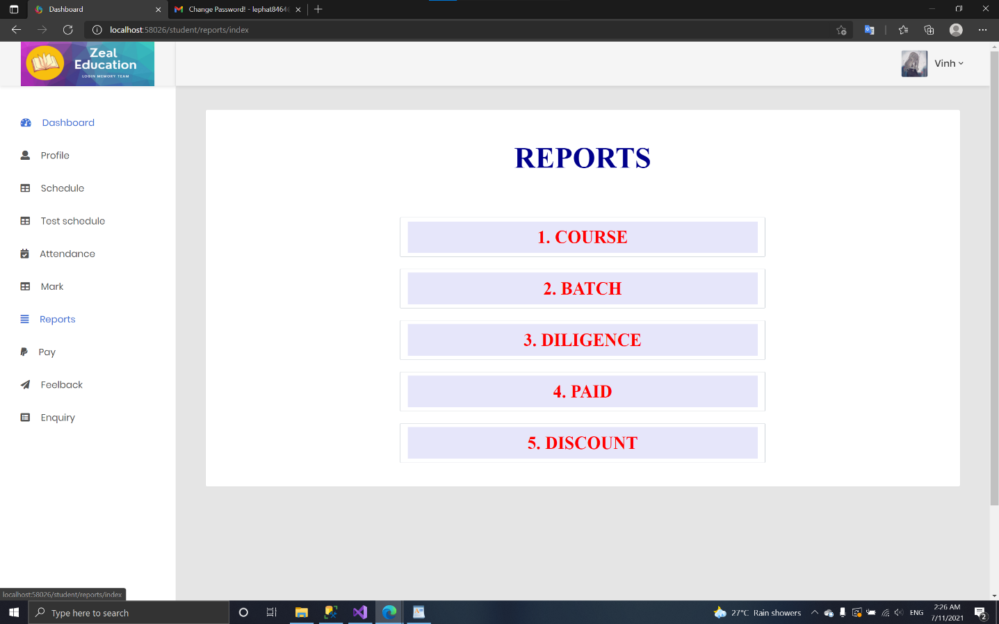 Dashboard
Change Password! - lephat8464
localhost:58026/student/reports/index
Zeal
Education
LOGIN MEMORY TEAM
Vinh
Dashboard
Profile
Schedule
Test schedule
Attendance
Mark
Reports
Pay
Feelback
Enquiry
REPORTS
1. COURSE
2. BATCH
3. DILIGENCE
4. PAID
5. DISCOUNT
localhost:58026/student/reports/index
Type here to search
27°C Rain showers
ENG
2:26 AM
7/11/2021
2